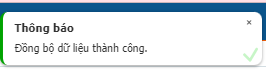 Thông báo
Đồng bộ dữ liệu thành công.